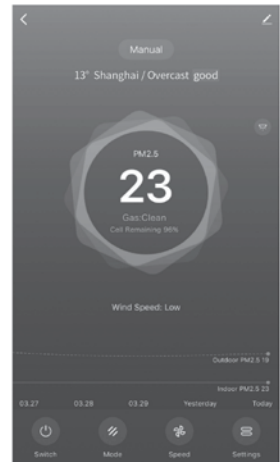 Manual
13° Shanghai / Overcast good
PM2.5
23
Gas:Clean
Cell Remaining 96%
Wind Speed: Low
Outdoor PM2.5 19
Indoor PM2.5 23
03.27 03.28 03.29 Yesterday Today
Switch Mode Speed Settings